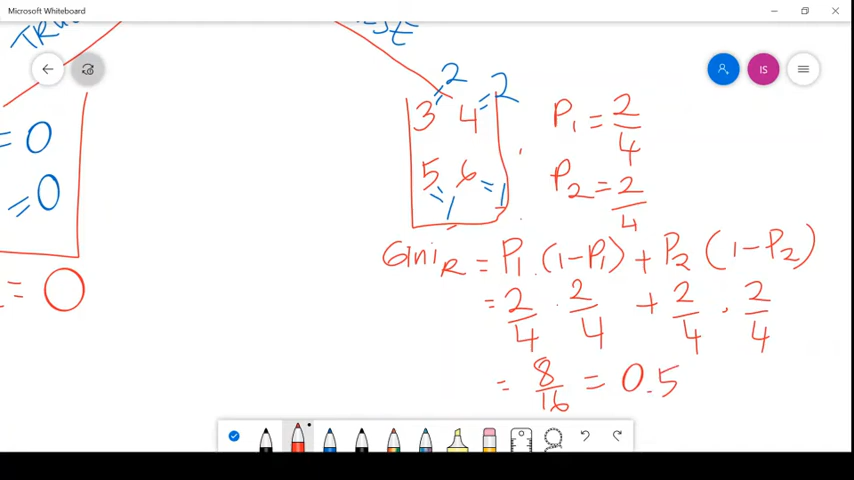 Microsoft Whiteboard
TRU
st
IS
3 = 2 4 = 2
5 = 1 6 = 1
P1 = 2/4
P2 = 2/4
= 0
= 0
= 0
GiniR = P1 . (1-P1) + P2 (1-P2)
= 2/4 . 2/4 + 2/4 . 2/4
= 8/16 = 0.5